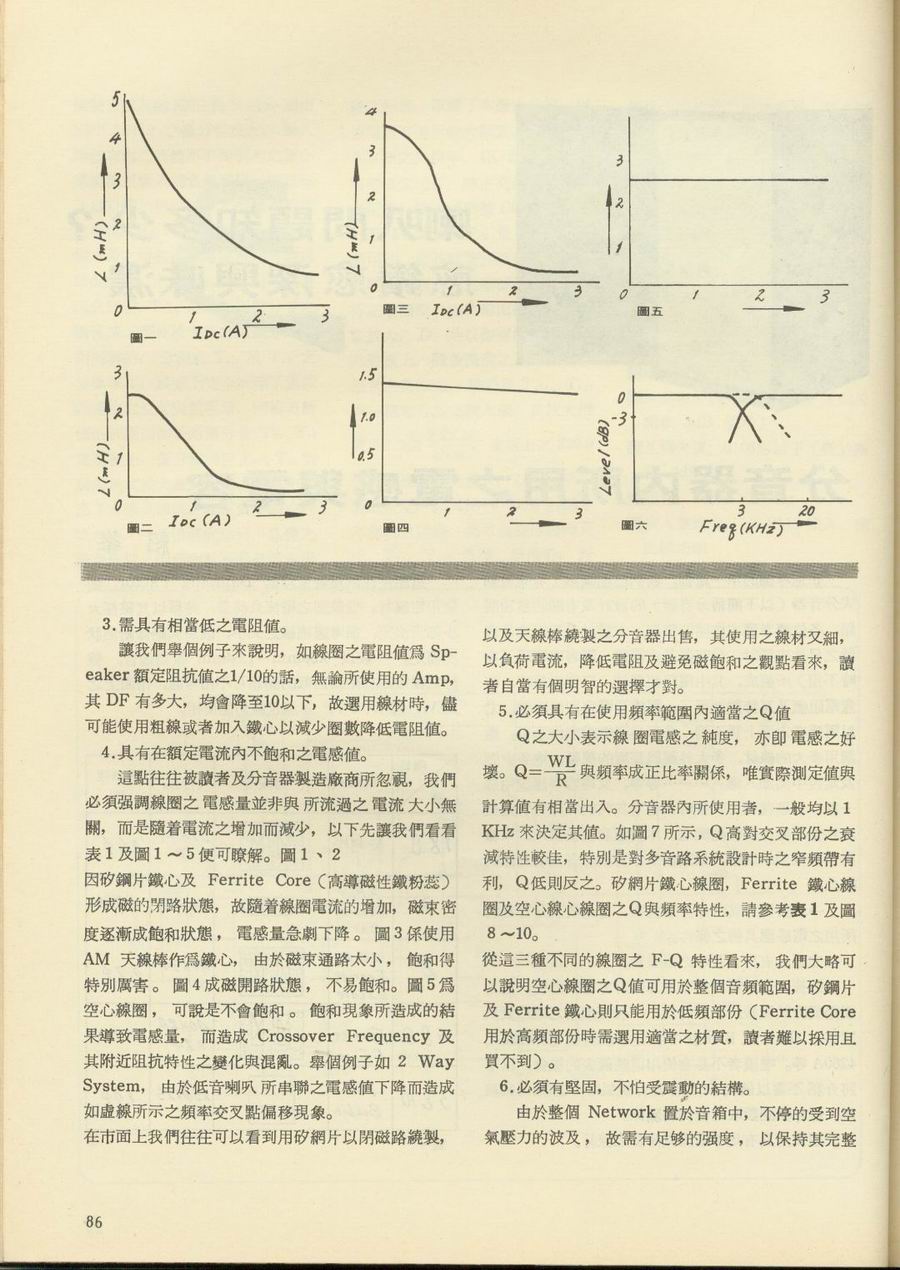 5
4
3
2
1
0
1
2
3
L (mH)
IDC (A)
圖一
4
3
2
1
0
1
2
3
L (mH)
IDC (A)
圖三
3
2
1
0
1
2
3
圖五
3
2
1
0
1
2
3
L (mH)
IDC (A)
圖二
1.5
1.0
0.5
0
1
2
3
圖四
0
-3
Level (dB)
3
20
Freq (KHz)
圖六
3.需具有相當低之電阻值。
讓我們舉個例子來說明，如線圈之電阻值爲 Sp-
eaker 額定阻抗值之1/10的話，無論所使用的 Amp,
其 DF 有多大，均會降至10以下，故選用線材時，儘
可能使用粗線或者加入鐵心以減少圈數降低電阻值。
4.具有在額定電流內不飽和之電感值。
這點往往被讀者及分音器製造廠商所忽視，我們
必須强調線圈之電感量並非與所流過之電流大小無
關，而是隨着電流之增加而減少，以下先讓我們看看
表1及圖1～5便可瞭解。圖1、2
因矽鋼片鐵心及 Ferrite Core（高導磁性鐵粉蕊）
形成磁的閉路狀態，故隨着線圈電流的增加，磁束密
度逐漸成飽和狀態，電感量急劇下降。圖3係使用
AM 天線棒作爲鐵心，由於磁束通路太小，飽和得
特別厲害。圖4成磁開路狀態，不易飽和。圖5爲
空心線圈，可說是不會飽和。飽和現象所造成的結
果導致電感量，而造成 Crossover Frequency 及
其附近阻抗特性之變化與混亂。舉個例子如 2 Way
System，由於低音喇叭所串聯之電感值下降而造成
如虛線所示之頻率交叉點偏移現象。
在市面上我們往往可以看到用矽網片以閉磁路繞製，
以及天線棒繞製之分音器出售，其使用之線材又細，
以負荷電流，降低電阻及避免磁飽和之觀點看來，讀
者自當有個明智的選擇才對。
5.必須具有在使用頻率範圍內適當之Q值
Q之大小表示線圈電感之純度，亦卽電感之好
壞。Q=WL/R與頻率成正比率關係，唯實際測定值與
計算值有相當出入。分音器內所使用者，一般均以1
KHz 來決定其值。如圖7所示，Q高對交叉部份之衰
減特性較佳，特別是對多音路系統設計時之窄頻帶有
利，Q低則反之。矽網片鐵心線圈，Ferrite 鐵心線
圈及空心線心線圈之Q與頻率特性，請參考表1及圖
8～10。
從這三種不同的線圈之 F-Q 特性看來，我們大略可
以說明空心線圈之Q值可用於整個音頻範圍，矽鋼片
及 Ferrite 鐵心則只能用於低頻部份（Ferrite Core
用於高頻部份時需選用適當之材質，讀者難以採用且
買不到）。
6.必須有堅固，不怕受震動的結構。
由於整個 Network 置於音箱中，不停的受到空
氣壓力的波及，故需有足够的强度，以保持其完整
86